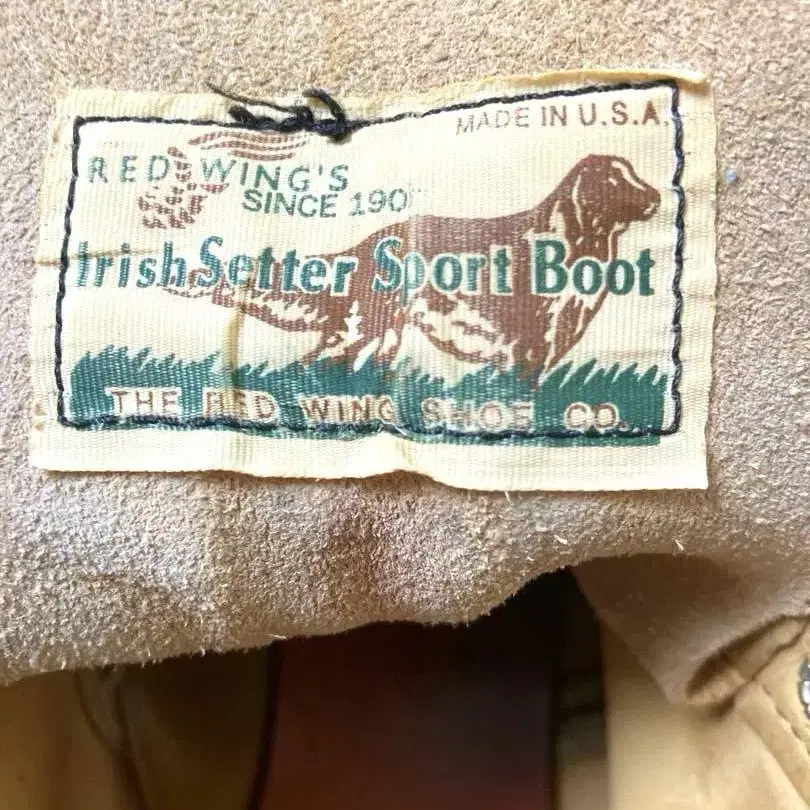 MADE IN U.S.A.
RED WING'S
SINCE 190
Irish Setter Sport Boot
THE RED WING SHOE CO.